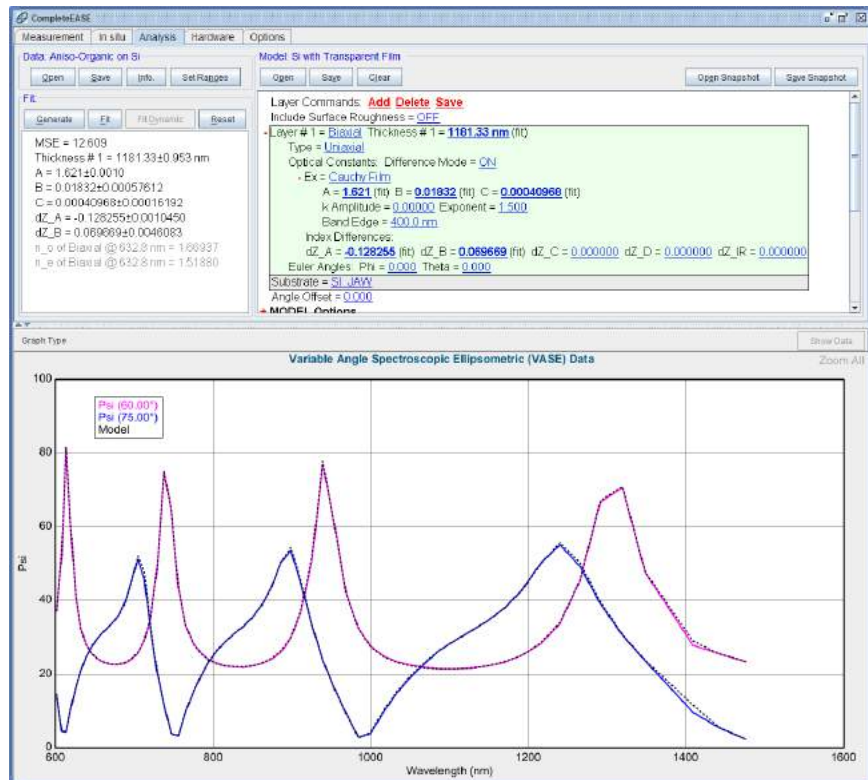 CompleteEASE
Measurement In situ Analysis Hardware Options
Data: Aniso-Organic on Si
Open Save Info. Set Ranges
Fit:
Generate Fit Fit Dynamic Reset
MSE = 12.609
Thickness # 1 = 1181.33±0.953 nm
A = 1.621±0.0010
B = 0.01832±0.00057612
C = 0.00040968±0.00016192
dZ_A = -0.128255±0.0010450
dZ_B = 0.069669±0.0046083
n_o of Biaxial @ 632.8 nm = 1.66937
n_e of Biaxial @ 632.8 nm = 1.51880
Model: Si with Transparent Film
Open Save Clear Open Snapshot Save Snapshot
Layer Commands: Add Delete Save
Include Surface Roughness = OFF
-Layer # 1 = Biaxial Thickness # 1 = 1181.33 nm (fit)
Type = Uniaxial
Optical Constants: Difference Mode = ON
- Ex = Cauchy Film
A = 1.621 (fit) B = 0.01832 (fit) C = 0.00040968 (fit)
k Amplitude = 0.00000 Exponent = 1.500
Band Edge = 400.0 nm
Index Differences:
dZ_A = -0.128255 (fit) dZ_B = 0.069669 (fit) dZ_C = 0.000000 dZ_D = 0.000000 dZ_IR = 0.000000
Euler Angles: Phi = 0.000 Theta = 0.000
Substrate = SI_JAW
Angle Offset = 0.000
+ MODEL Options
Graph Type Show Data
Variable Angle Spectroscopic Ellipsometric (VASE) Data
Zoom All
Psi (60.00°)
Psi (75.00°)
Model
100
80
60
40
20
0
Psi
600 800 1000 1200 1400 1600
Wavelength (nm)